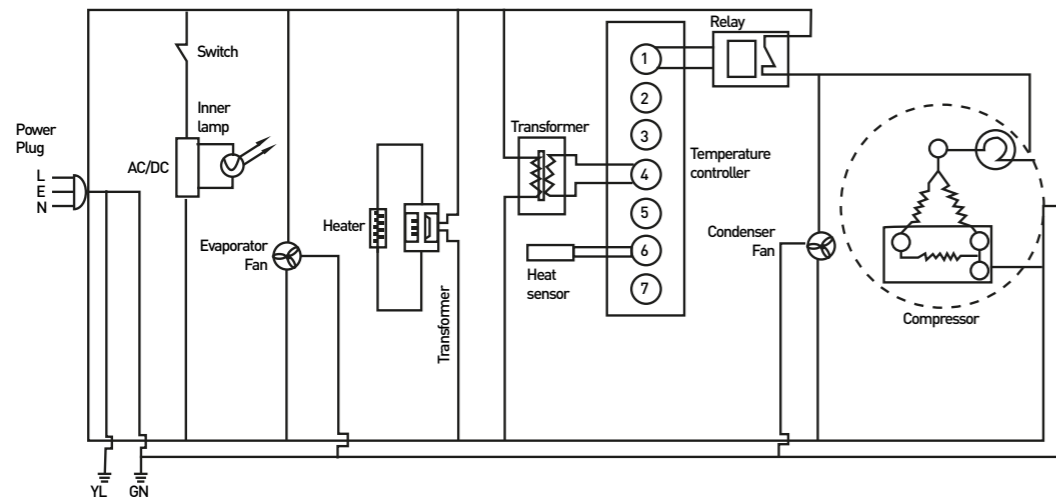 Relay
Switch
Inner
lamp
AC/DC
Power
Plug
L
E
N
Evaporator
Fan
Heater
Transformer
Transformer
1
2
3
4
5
6
7
Temperature
controller
Heat
sensor
Condenser
Fan
Compressor
YL
GN